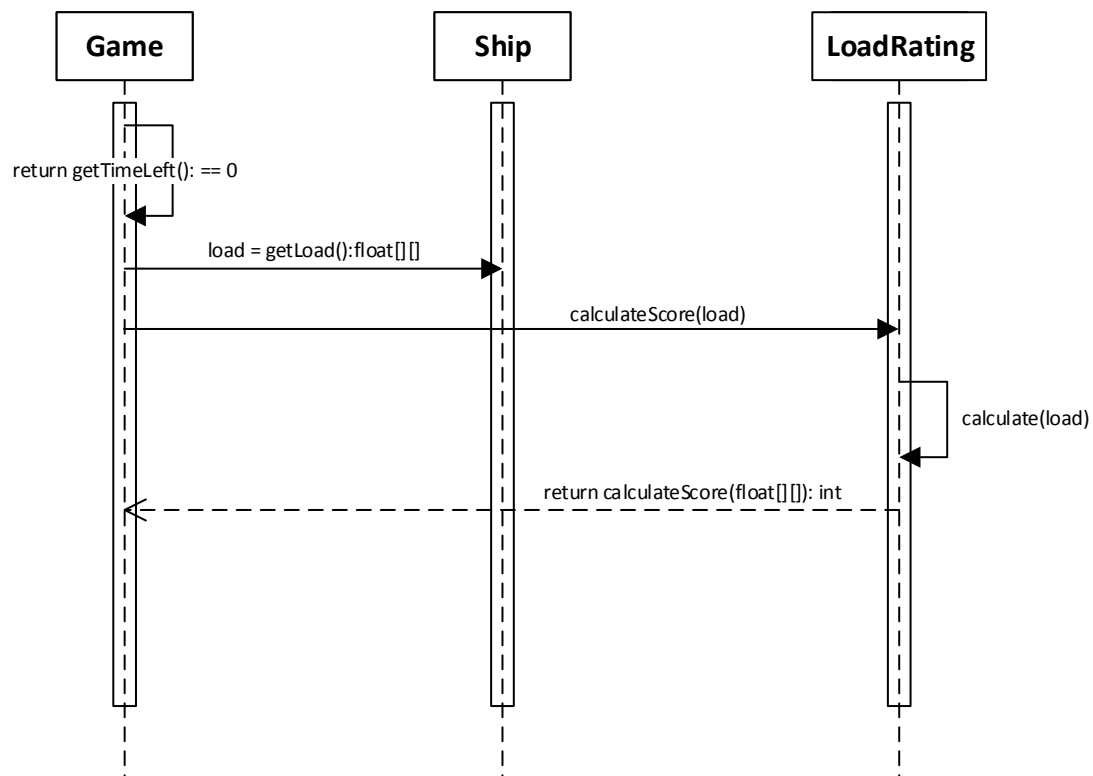 Game
Ship
LoadRating
return getTimeLeft(): == 0
load = getLoad():float[][]
calculateScore(load)
calculate(load)
return calculateScore(float[][]): int